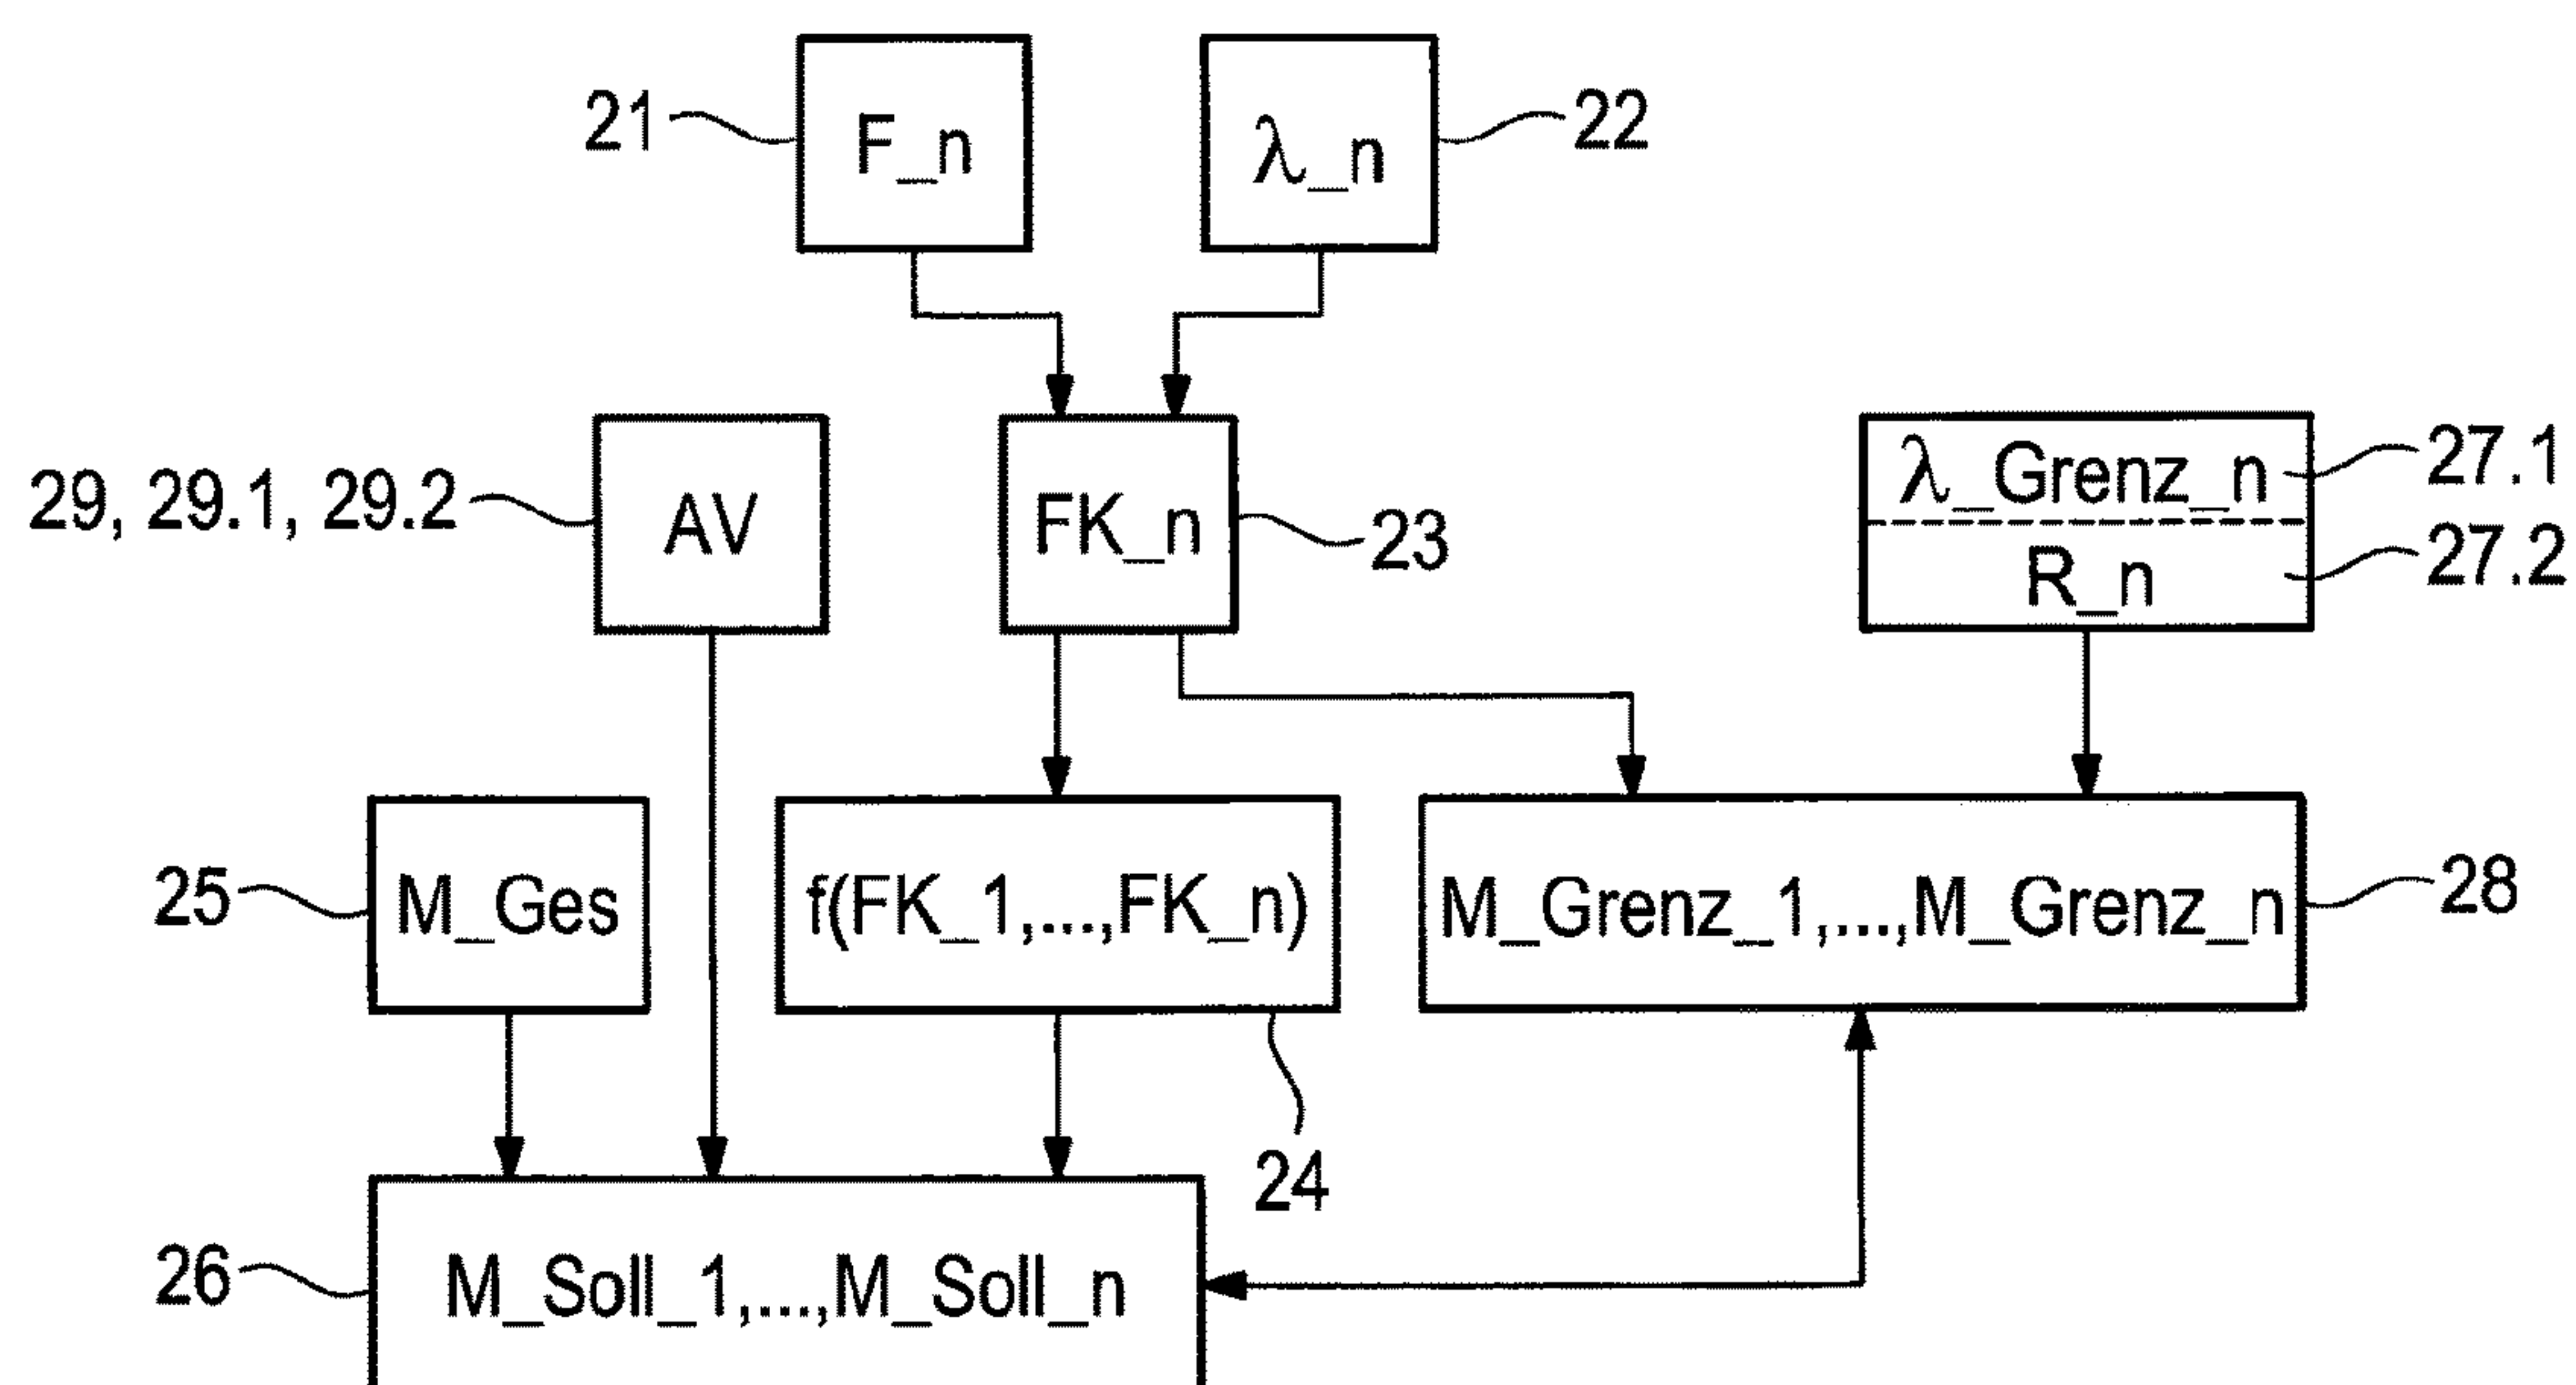 21 F_n λ_n 22
29, 29.1, 29.2 AV FK_n 23 λ_Grenz_n 27.1
R_n 27.2
25 M_Ges f(FK_1,...,FK_n) M_Grenz_1,...,M_Grenz_n 28
24
26 M_Soll_1,...,M_Soll_n